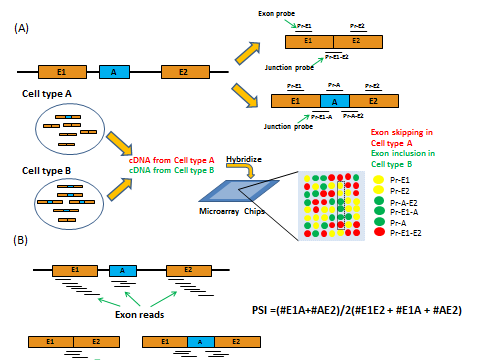 (A)
Exon probe
Pr-E1
Pr-E2
E1
E2
Pr-E1-E2
Junction probe
E1
A
E2
Pr-E1
Pr-A
Pr-E2
E1
A
E2
Pr-E1-A
Pr-A-E2
Junction probe
Cell type A
cDNA from Cell type A
cDNA from Cell type B
Cell type B
Hybridize
Microarray Chips
Exon skipping in
Cell type A
Exon inclusion in
Cell type B
Pr-E1
Pr-E2
Pr-A-E2
Pr-E1-A
Pr-A
Pr-E1-E2
(B)
E1
A
E2
Exon reads
PSI =(#E1A+#AE2)/2(#E1E2 + #E1A + #AE2)
E1
E2
E1
A
E2